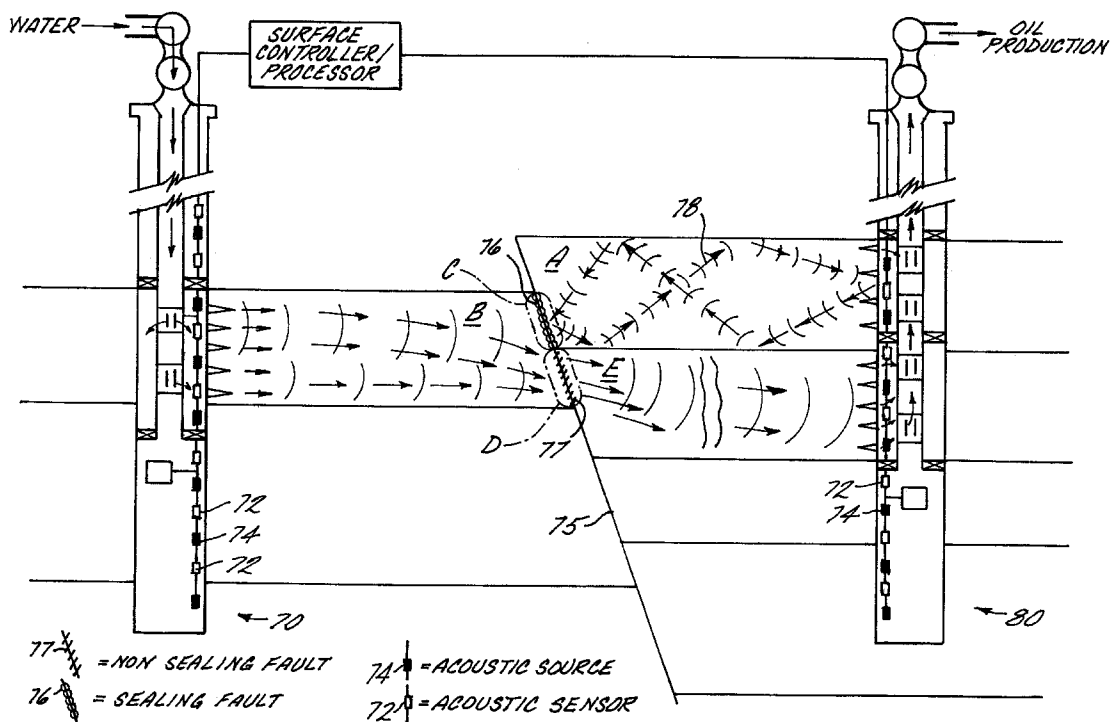 WATER
SURFACE
CONTROLLER/
PROCESSOR
OIL
PRODUCTION
78
76
A
C
B
E
D
77
72
74
75
72
74
72
70
80
77 = NON SEALING FAULT
74 = ACOUSTIC SOURCE
76 = SEALING FAULT
72 = ACOUSTIC SENSOR